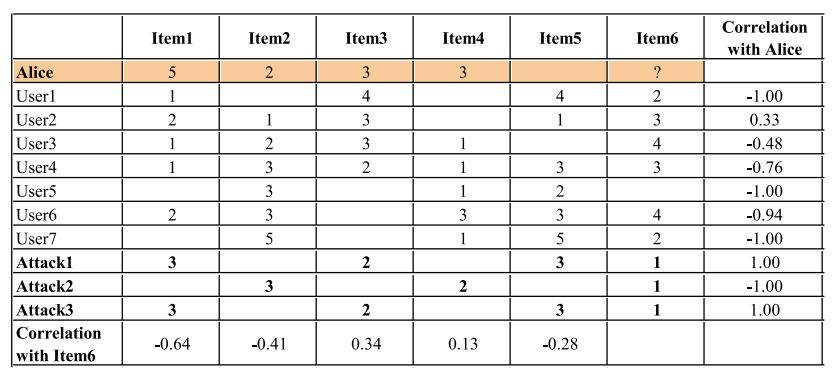 Item1 Item2 Item3 Item4 Item5 Item6 Correlation with Alice
Alice 5 2 3 3 ?
User1 1 4 4 2 -1.00
User2 2 1 3 1 3 0.33
User3 1 2 3 1 4 -0.48
User4 1 3 2 1 3 3 -0.76
User5 3 1 2 -1.00
User6 2 3 3 3 4 -0.94
User7 5 1 5 2 -1.00
Attack1 3 2 3 1 1.00
Attack2 3 2 1 -1.00
Attack3 3 2 3 1 1.00
Correlation with Item6 -0.64 -0.41 0.34 0.13 -0.28